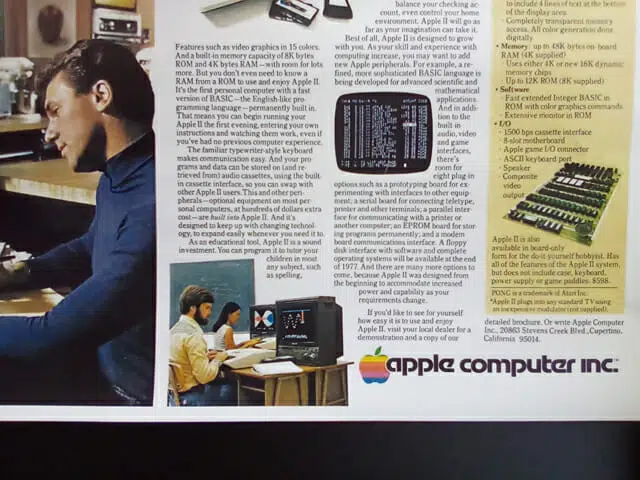 Features such as video graphics in 15 colors.
And a built-in memory capacity of 8K bytes
ROM and 4K bytes RAM—with room for lots
more. But you don't even need to know a
RAM from a ROM to use and enjoy Apple II.
It's the first personal computer with a fast
version of BASIC—the English-like pro-
gramming language—permanently built in.
That means you can begin running your
Apple II the first evening, entering your own
instructions and watching them work, even if
you've had no previous computer experience.
The familiar typewriter-style keyboard
makes communication easy. And your pro-
grams and data can be stored on (and re-
trieved from) audio cassettes, using the built-
in cassette interface, so you can swap with
other Apple II users. This and other peri-
pherals—optional equipment on most per-
sonal computers, at hundreds of dollars extra
cost—are built into Apple II. And it's
designed to keep up with changing technol-
ogy, to expand easily whenever you need it to.
As an educational tool, Apple II is a sound
investment. You can program it to tutor your
children in most
any subject, such
as spelling,
balance your checking ac-
count, even control your home
environment. Apple II will go as
far as your imagination can take it.
Best of all, Apple II is designed to grow
with you. As your skill and experience with
computing increase, you may want to add
new Apple peripherals. For example, a re-
fined, more sophisticated BASIC language is
being developed for advanced scientific and
mathematical
applications.
And in addi-
tion to the
built-in
audio, video
and game
interfaces,
there's
room for
eight plug-in
options such as a prototyping board for ex-
perimenting with interfaces to other equip-
ment; a serial board for connecting teletype,
printer and other terminals; a parallel inter-
face for communicating with a printer or
another computer; an EPROM board for stor-
ing programs permanently; and a modem
board communications interface. A floppy
disk interface with software and complete
operating systems will be available at the end
of 1977. And there are many more options to
come, because Apple II was designed from
the beginning to accommodate increased
power and capability as your
requirements change.
If you'd like to see for yourself
how easy it is to use and enjoy
Apple II, visit your local dealer for a
demonstration and a copy of our
to include 4 lines of text at the bottom
of the display area.
· Completely transparent memory
access. All color generation done
digitally.
• Memory: up to 48K bytes on-board
RAM (4K supplied)
· Uses either 4K or new 16K dynamic
memory chips
· Up to 12K ROM (8K supplied)
• Software
· Fast extended Integer BASIC in
ROM with color graphics commands
· Extensive monitor in ROM
• I/O
· 1500 bps cassette interface
· 8-slot motherboard
· Apple game I/O connector
· ASCII keyboard port
· Speaker
· Composite
video
output
Apple II is also
available in board-only
form for the do-it-yourself hobbyist. Has
all of the features of the Apple II system,
but does not include case, keyboard,
power supply or game paddles. $598.
PONG is a trademark of Atari Inc.
*Apple II plugs into any standard TV using
an inexpensive modulator (not supplied).
detailed brochure. Or write Apple Computer
Inc., 20863 Stevens Creek Blvd., Cupertino,
California 95014.
apple computer inc.™